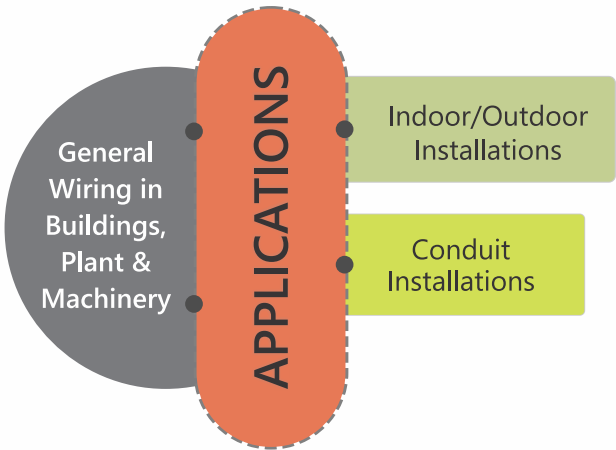 General
Wiring in
Buildings,
Plant &
Machinery
APPLICATIONS
Indoor/Outdoor
Installations
Conduit
Installations